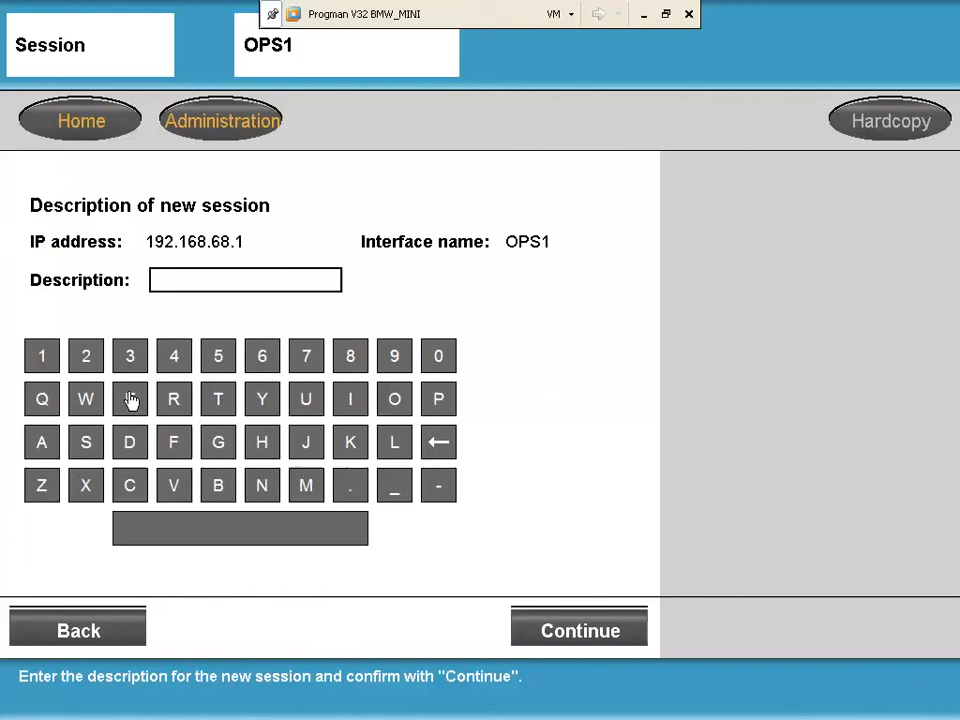 Progman V32 BMW_MINI
VM
Session
OPS1
Home
Administration
Hardcopy
Description of new session
IP address: 192.168.68.1 Interface name: OPS1
Description:
1 2 3 4 5 6 7 8 9 0
Q W R T Y U I O P
A S D F G H J K L ←
Z X C V B N M . _ -
Back
Continue
Enter the description for the new session and confirm with "Continue".